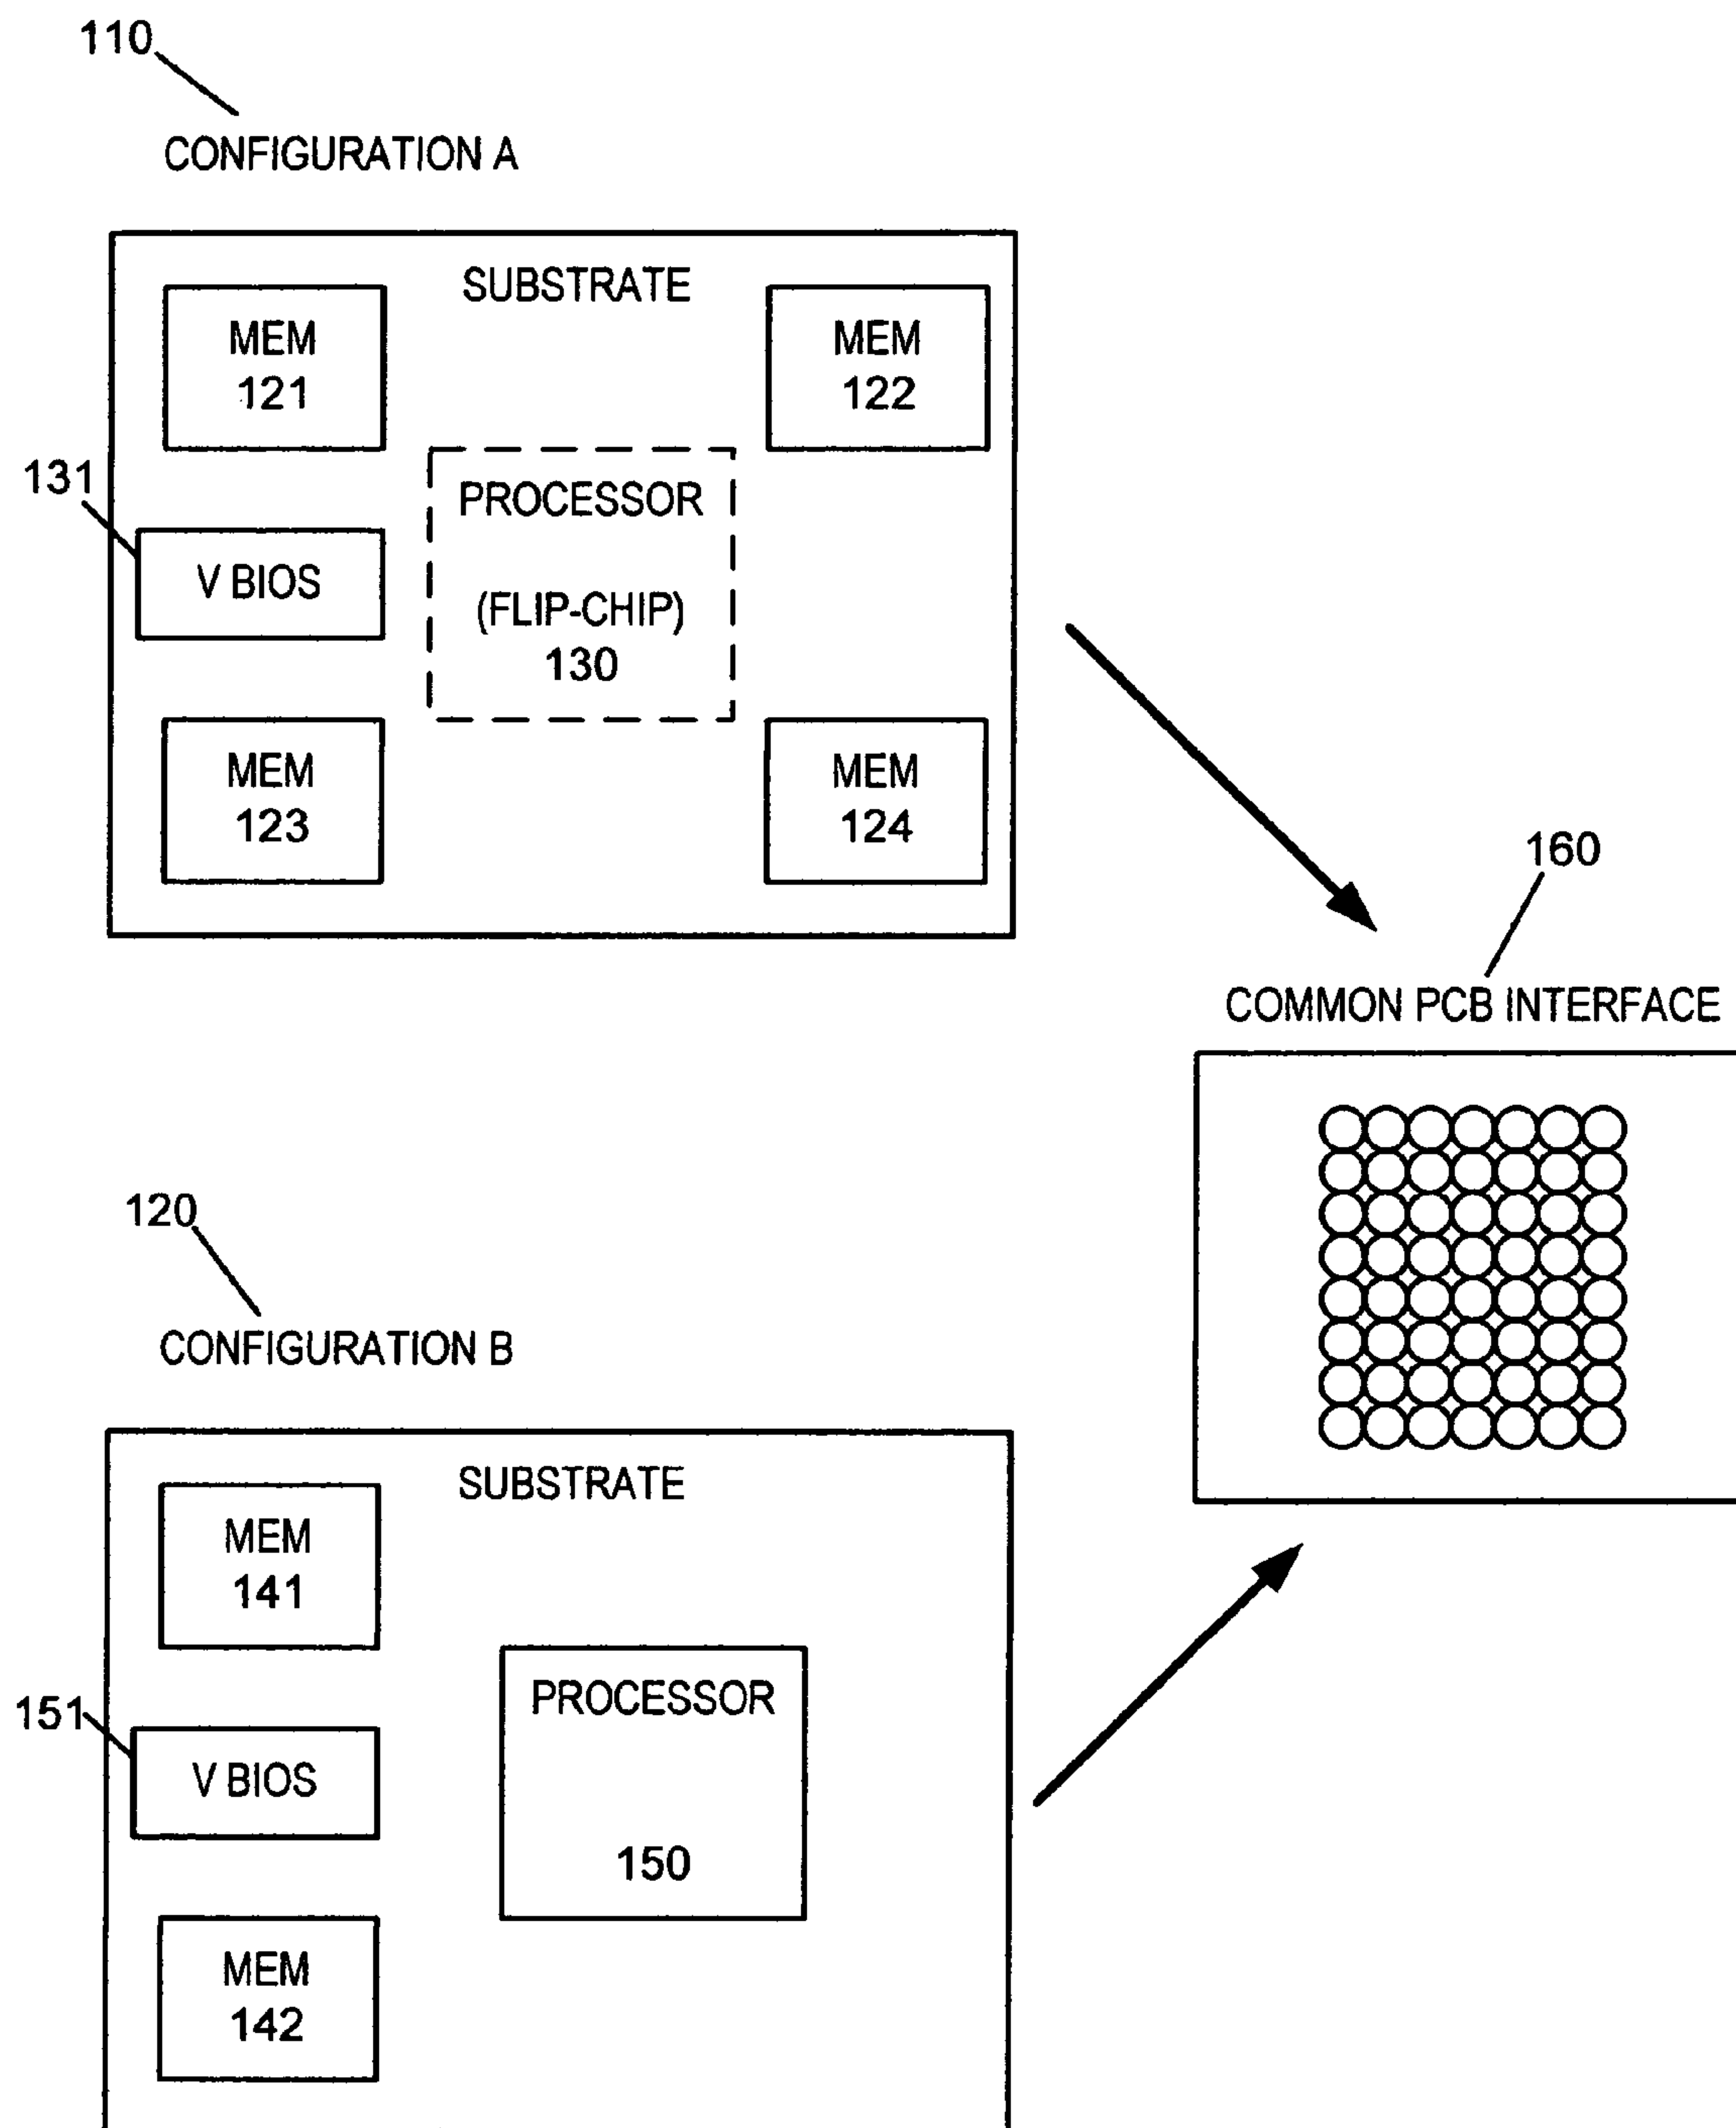 110
CONFIGURATION A
SUBSTRATE
MEM
121
MEM
122
131
V BIOS
PROCESSOR
(FLIP-CHIP)
130
MEM
123
MEM
124
160
COMMON PCB INTERFACE
120
CONFIGURATION B
SUBSTRATE
MEM
141
151
V BIOS
PROCESSOR
150
MEM
142